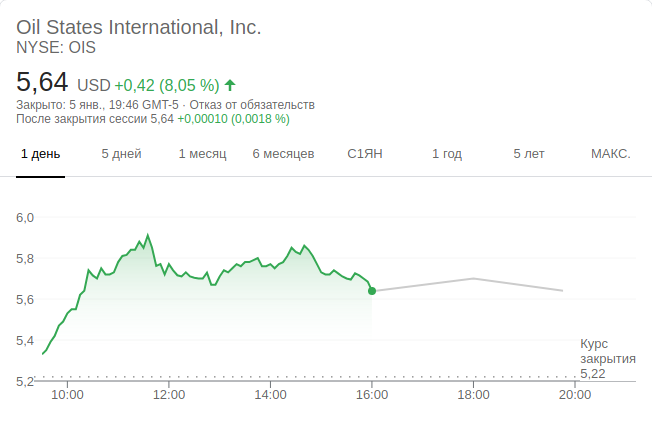 Oil States International, Inc.
NYSE: OIS
5,64 USD +0,42 (8,05 %)
Закрыто: 5 янв., 19:46 GMT-5 · Отказ от обязательств
После закрытия сессии 5,64 +0,00010 (0,0018 %)
1 день 5 дней 1 месяц 6 месяцев С1ЯН 1 год 5 лет МАКС.
6,0
5,8
5,6
5,4
Курс
закрытия
5,22
5,2
10:00 12:00 14:00 16:00 18:00 20:00